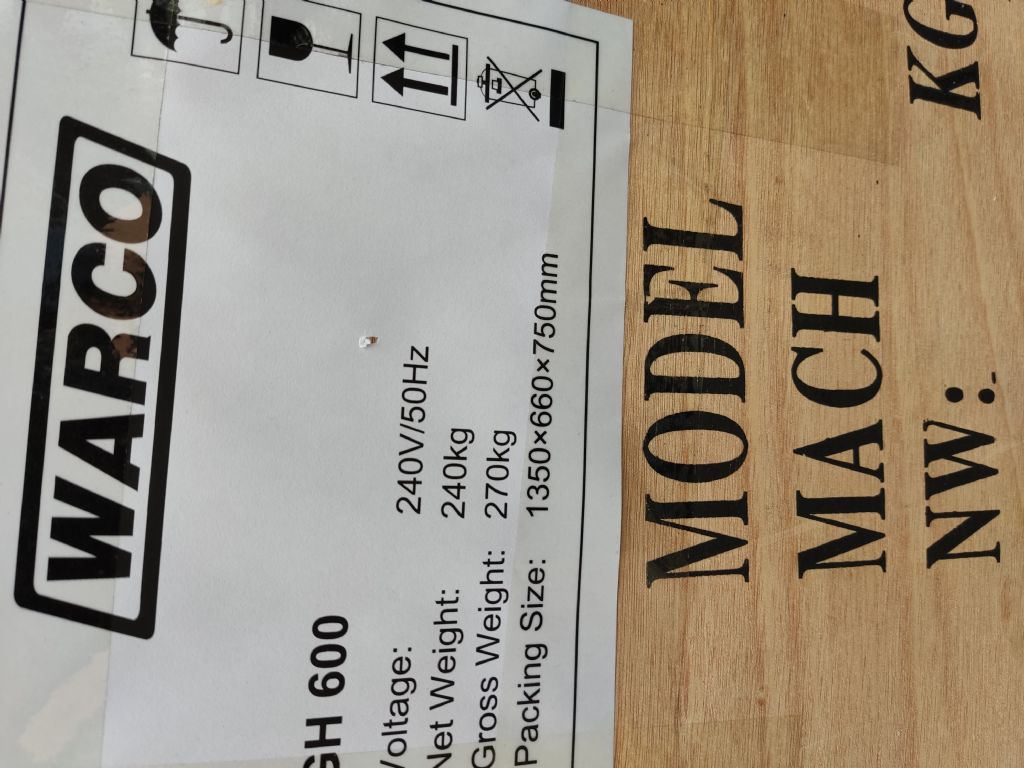 WARCO
GH 600
Voltage: 240V/50Hz
Net Weight: 240kg
Gross Weight: 270kg
Packing Size: 1350×660×750mm
MODEL
MACH
NW: KG